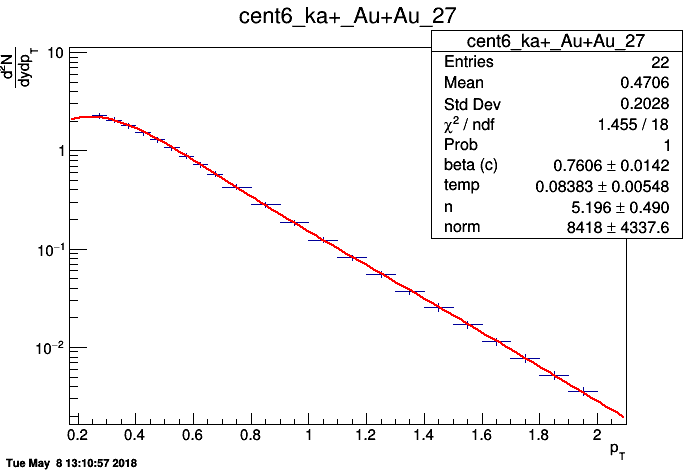 cent6_ka+_Au+Au_27
cent6_ka+_Au+Au_27
Entries 22
Mean 0.4706
Std Dev 0.2028
χ² / ndf 1.455 / 18
Prob 1
beta (c) 0.7606 ± 0.0142
temp 0.08383 ± 0.00548
n 5.196 ± 0.490
norm 8418 ± 4337.6
d²N
dydp_T
10
1
10⁻¹
10⁻²
0.2 0.4 0.6 0.8 1 1.2 1.4 1.6 1.8 2
p_T
Tue May 8 13:10:57 2018